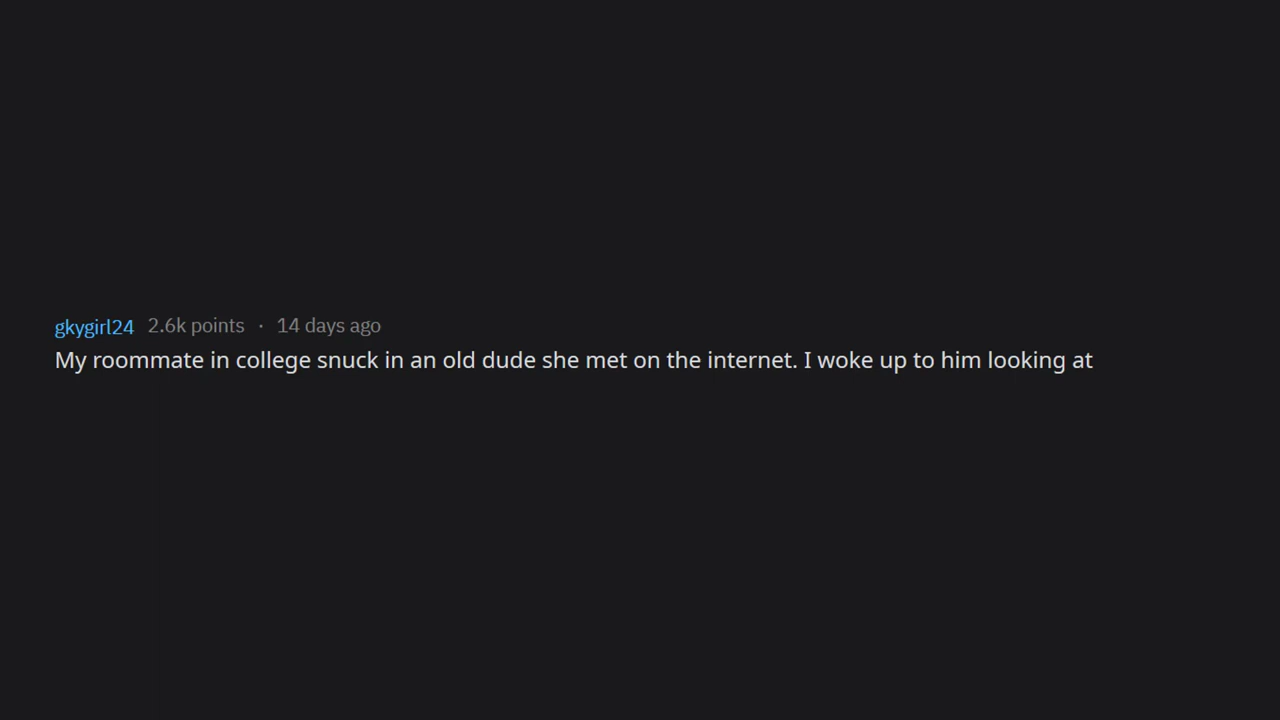 gkygirl24 2.6k points · 14 days ago
My roommate in college snuck in an old dude she met on the internet. I woke up to him looking at